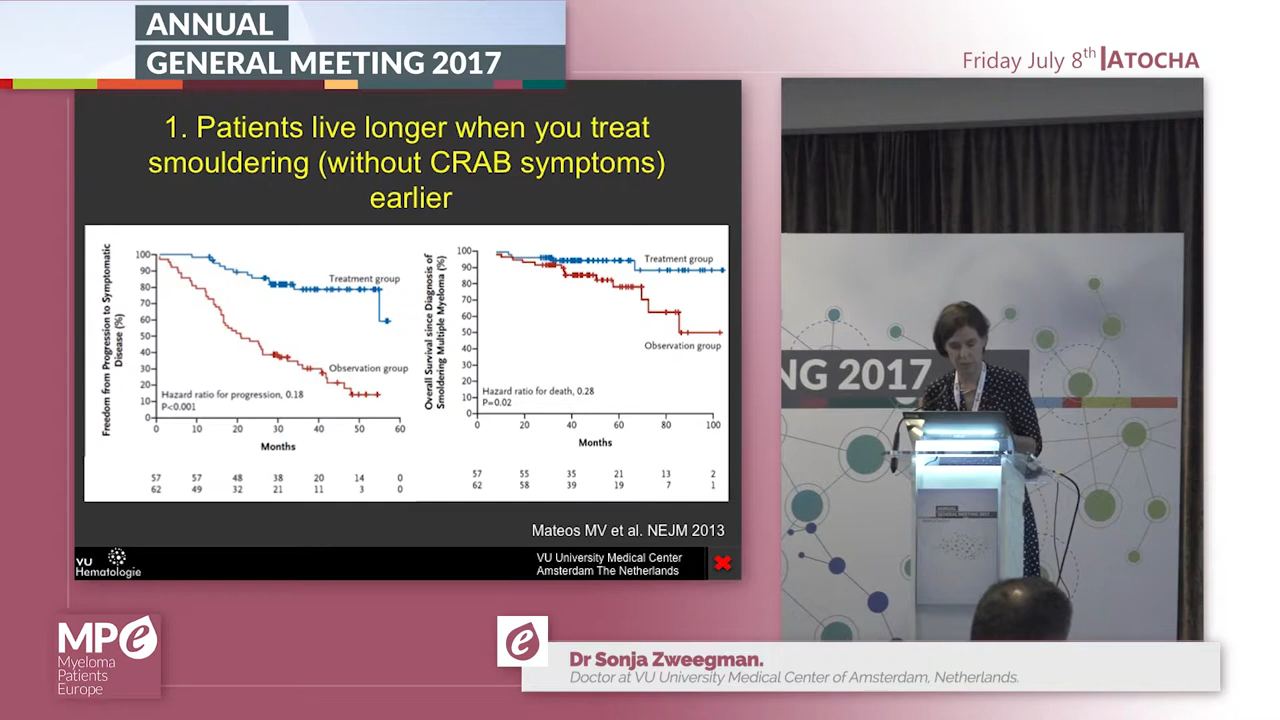 ANNUAL
GENERAL MEETING 2017
Friday July 8th | ATOCHA
1. Patients live longer when you treat
smouldering (without CRAB symptoms)
earlier
Freedom from Progression to Symptomatic
Disease (%)
100
90
80
70
60
50
40
30
20
10
0
Treatment group
Observation group
Hazard ratio for progression, 0.18
P<0.001
0 10 20 30 40 50 60
Months
57 57 48 38 20 14 0
62 49 32 21 11 3 0
Overall Survival since Diagnosis of
Smoldering Multiple Myeloma (%)
100
90
80
70
60
50
40
30
20
10
0
Treatment group
Observation group
Hazard ratio for death, 0.28
P=0.02
0 20 40 60 80 100
Months
57 55 35 21 13 2
62 58 39 19 7 1
Mateos MV et al. NEJM 2013
VU
Hematologie
VU University Medical Center
Amsterdam The Netherlands
NG 2017
ANNUAL
GENERAL MEETING 2017
MPe
Myeloma
Patients
Europe
e
Dr Sonja Zweegman.
Doctor at VU University Medical Center of Amsterdam, Netherlands.